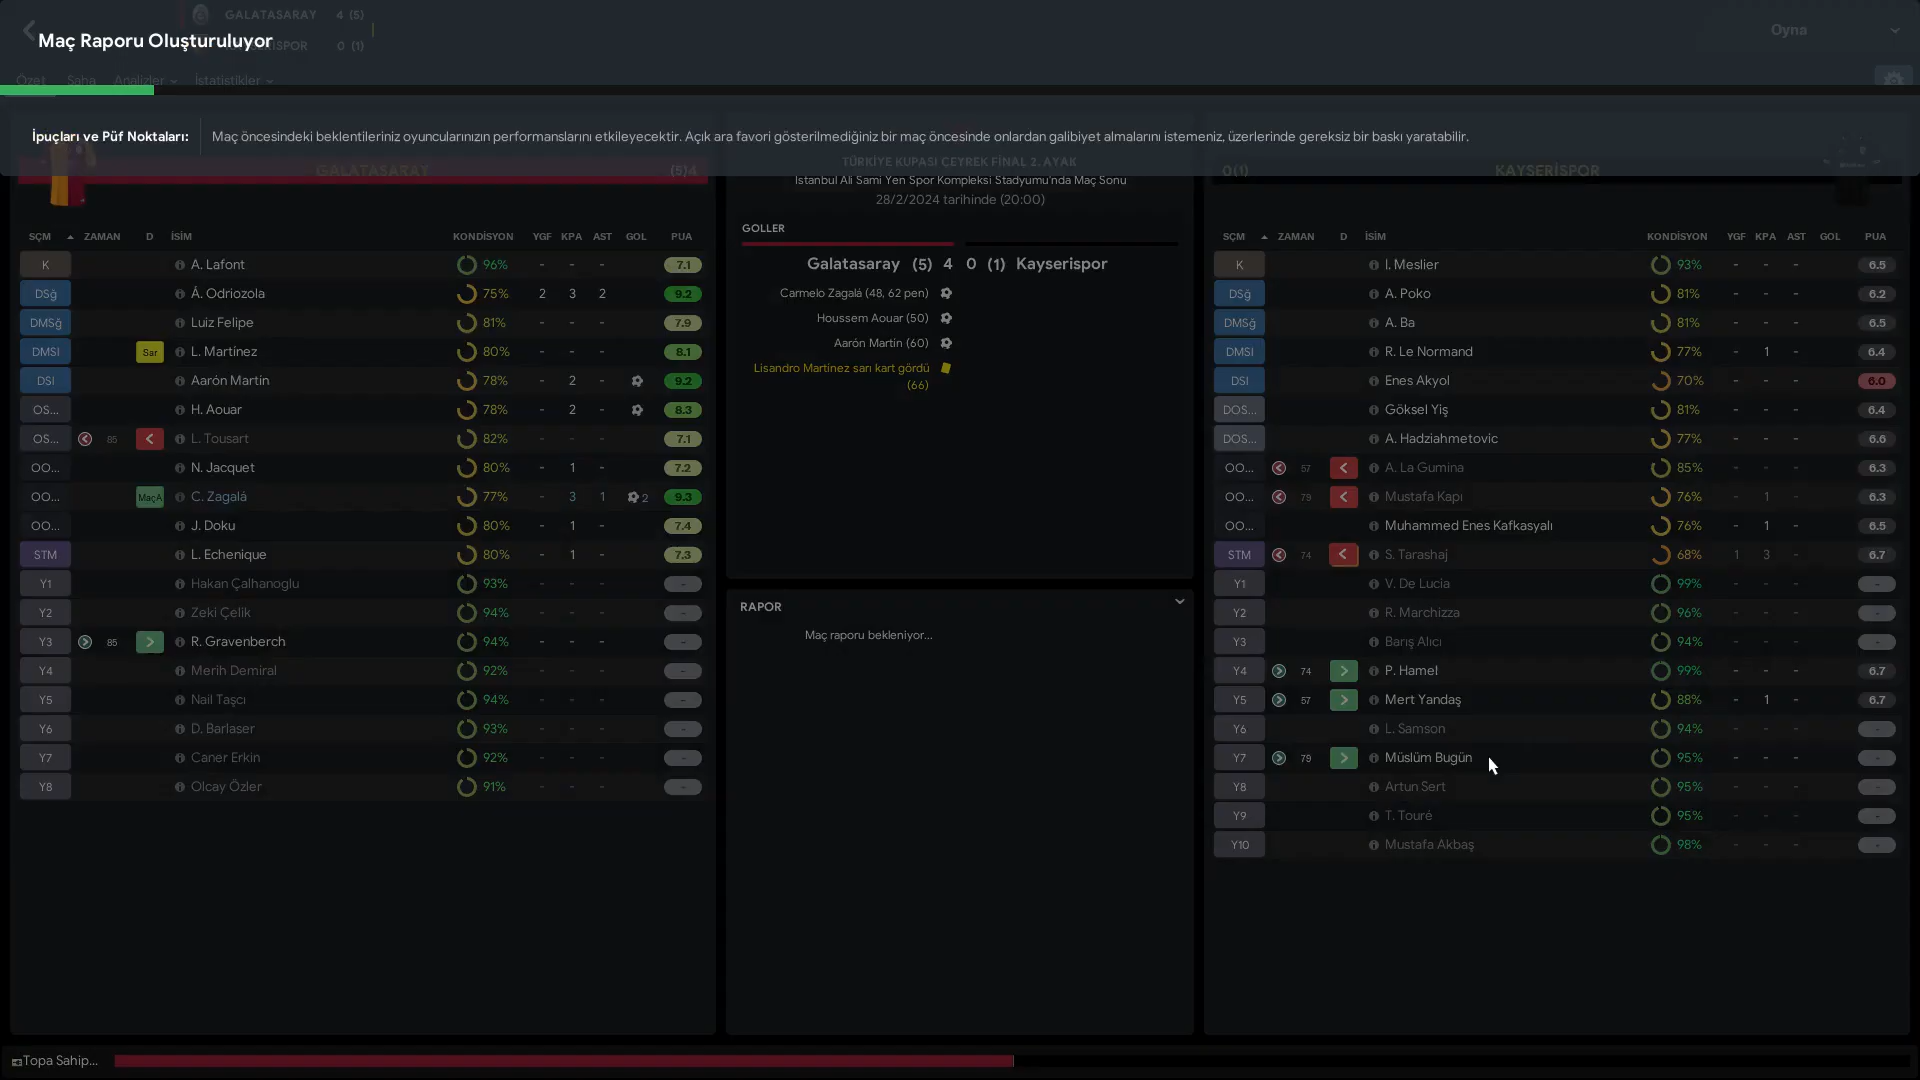 GALATASARAY 4 (5)
Maç Raporu Oluşturuluyor
0 (1)
Oyna
Özet Saha Analizler İstatistikler
İpuçları ve Püf Noktaları: Maç öncesindeki beklentileriniz oyuncularınızın performanslarını etkileyecektir. Açık ara favori gösterilmediğiniz bir maç öncesinde onlardan galibiyet almalarını istemeniz, üzerlerinde gereksiz bir baskı yaratabilir.
GALATASARAY (5)4
TÜRKİYE KUPASI ÇEYREK FİNAL 2. AYAK
İstanbul Ali Sami Yen Spor Kompleksi Stadyumu'nda Maç Sonu
28/2/2024 tarihinde (20:00)
0(1) KAYSERİSPOR
SÇM ZAMAN D İSİM KONDİSYON YGF KPA AST GOL PUA
K A. Lafont 96% - - - 7.1
DSğ Á. Odriozola 75% 2 3 2 9.2
DMSğ Luiz Felipe 81% - - - 7.9
DMSl Sar L. Martínez 80% - - - 8.1
DSl Aarón Martín 78% - 2 - 9.2
OS... H. Aouar 78% - 2 - 8.3
OS... 85 L. Tousart 82% - - - 7.1
OO... N. Jacquet 80% - 1 - 7.2
OO... MaçA C. Zagalá 77% - 3 1 2 9.3
OO... J. Doku 80% - 1 - 7.4
STM L. Echenique 80% - 1 - 7.3
Y1 Hakan Çalhanoglu 93% - - - -
Y2 Zeki Çelik 94% - - - -
Y3 85 R. Gravenberch 94% - - - -
Y4 Merih Demiral 92% - - - -
Y5 Nail Taşcı 94% - - - -
Y6 D. Barlaser 93% - - - -
Y7 Caner Erkin 92% - - - -
Y8 Olcay Özler 91% - - - -
GOLLER
Galatasaray (5) 4 0 (1) Kayserispor
Carmelo Zagalá (48, 62 pen)
Houssem Aouar (50)
Aarón Martín (60)
Lisandro Martínez sarı kart gördü
(66)
RAPOR
Maç raporu bekleniyor...
SÇM ZAMAN D İSİM KONDİSYON YGF KPA AST GOL PUA
K I. Meslier 93% - - - 6.5
DSğ A. Poko 81% - - - 6.2
DMSğ A. Ba 81% - - - 6.5
DMSl R. Le Normand 77% - 1 - 6.4
DSl Enes Akyol 70% - - - 6.0
DOS... Göksel Yiş 81% - - - 6.4
DOS... A. Hadziahmetovic 77% - - - 6.6
OO... 57 A. La Gumina 85% - - - 6.3
OO... 79 Mustafa Kapı 76% - 1 - 6.3
OO... Muhammed Enes Kafkasyalı 76% - 1 - 6.5
STM 74 S. Tarashaj 68% 1 3 - 6.7
Y1 V. De Lucia 99% - - - -
Y2 R. Marchizza 96% - - - -
Y3 Barış Alıcı 94% - - - -
Y4 74 P. Hamel 99% - - - 6.7
Y5 57 Mert Yandaş 88% - 1 - 6.7
Y6 L. Samson 94% - - - -
Y7 79 Müslüm Bugün 95% - - - -
Y8 Artun Sert 95% - - - -
Y9 T. Touré 95% - - - -
Y10 Mustafa Akbaş 98% - - - -
Topa Sahip...